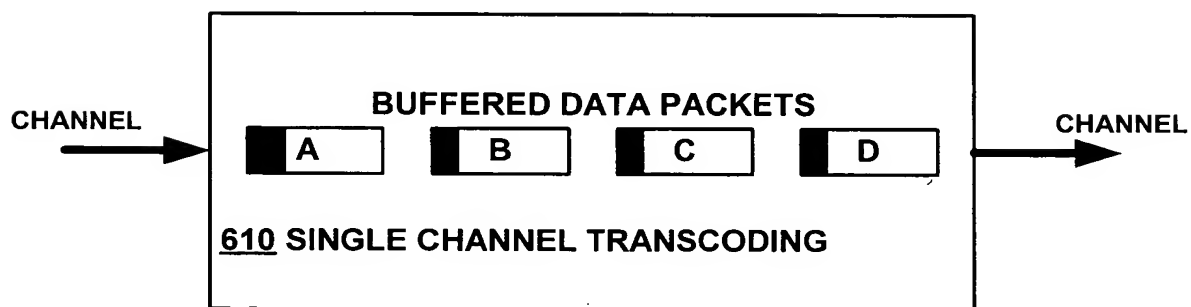 BUFFERED DATA PACKETS
CHANNEL
CHANNEL
A B C D
610 SINGLE CHANNEL TRANSCODING